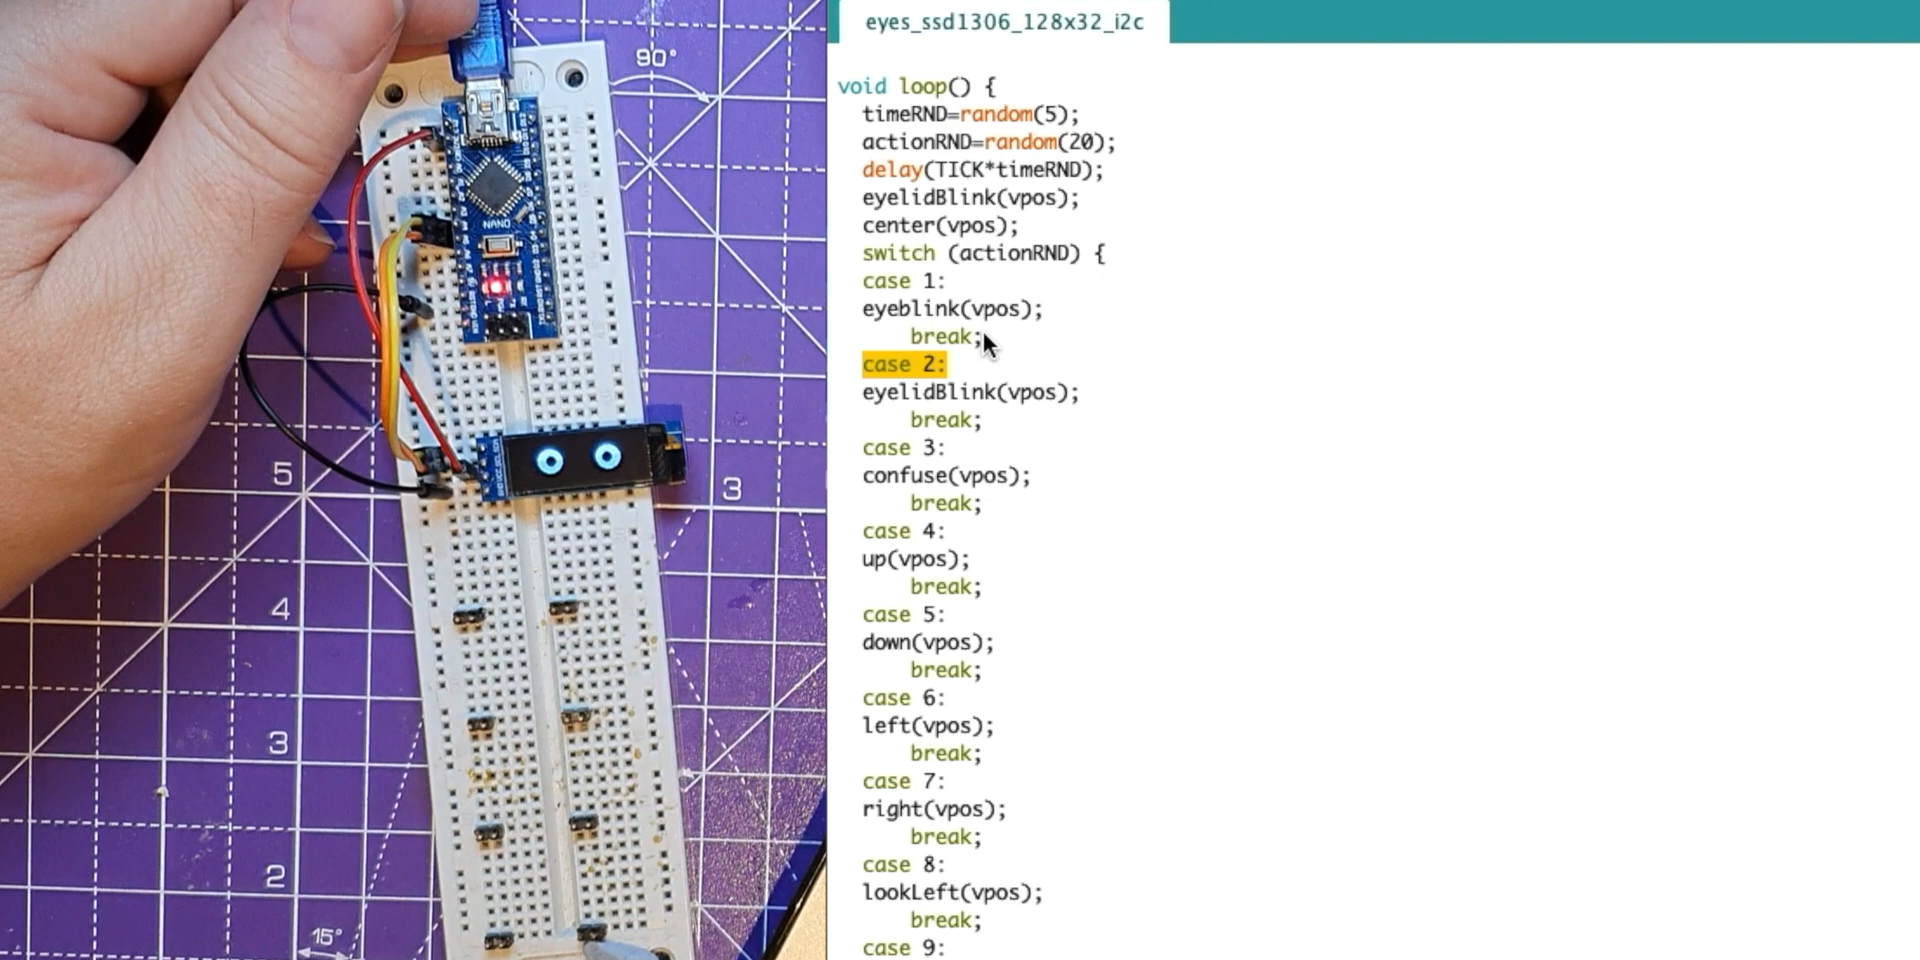 90°
NANO
5
3
4
3
2
15°
eyes_ssd1306_128x32_i2c
void loop() {
timeRND=random(5);
actionRND=random(20);
delay(TICK*timeRND);
eyelidBlink(vpos);
center(vpos);
switch (actionRND) {
case 1:
eyeblink(vpos);
break;
case 2:
eyelidBlink(vpos);
break;
case 3:
confuse(vpos);
break;
case 4:
up(vpos);
break;
case 5:
down(vpos);
break;
case 6:
left(vpos);
break;
case 7:
right(vpos);
break;
case 8:
lookLeft(vpos);
break;
case 9: